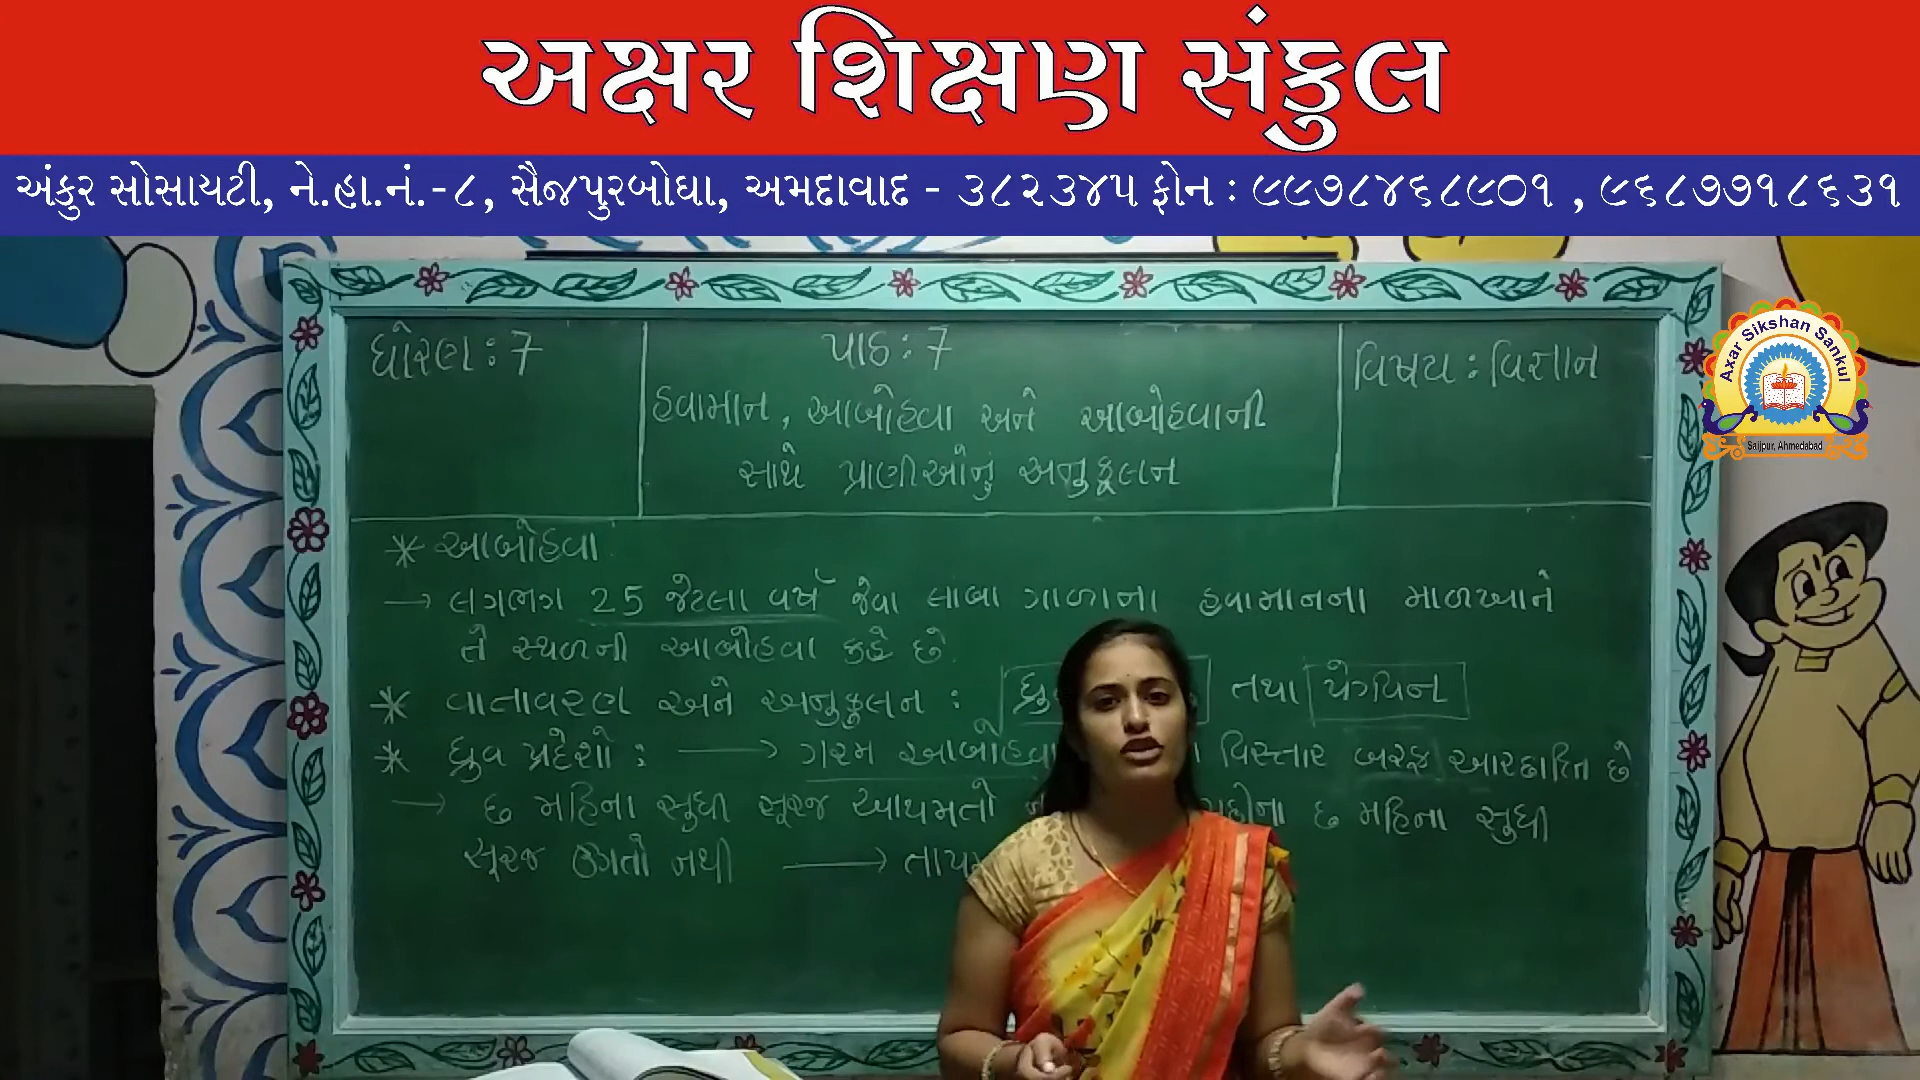 અક્ષર શિક્ષણ સંકુલ
અંકુર સોસાયટી, ને.હા.નં.-૮, સૈજપુરબોઘા, અમદાવાદ - ૩૮૨૩૪૫ ફોન : ૯૯૭૮૪૬૮૯૦૧ , ૯૬૮૭૭૧૮૬૩૧
Axar Sikshan Sankul
Saijpur, Ahmedabad
ધોરણ : 7
પાઠ : 7
વિષય : વિજ્ઞાન
હવામાન, આબોહવા અને આબોહવાની
સાથે પ્રાણીઓનું અનુકૂલન
* આબોહવા
→ લગભગ 25 જેટલા વર્ષ જેવા લાંબા ગાળાના હવામાનના માળખાને
તે સ્થળની આબોહવા કહે છે.
* વાતાવરણ અને અનુકુલન : તથા પેંગ્વિન
* ધ્રુવ પ્રદેશો : → ગરમ આબોહવા વિસ્તાર બરફ આચ્છાદિત છે
→ છ મહિના સુધી સૂરજ આથમતો છ મહિના સુધી
સૂરજ ઉગતો નથી →